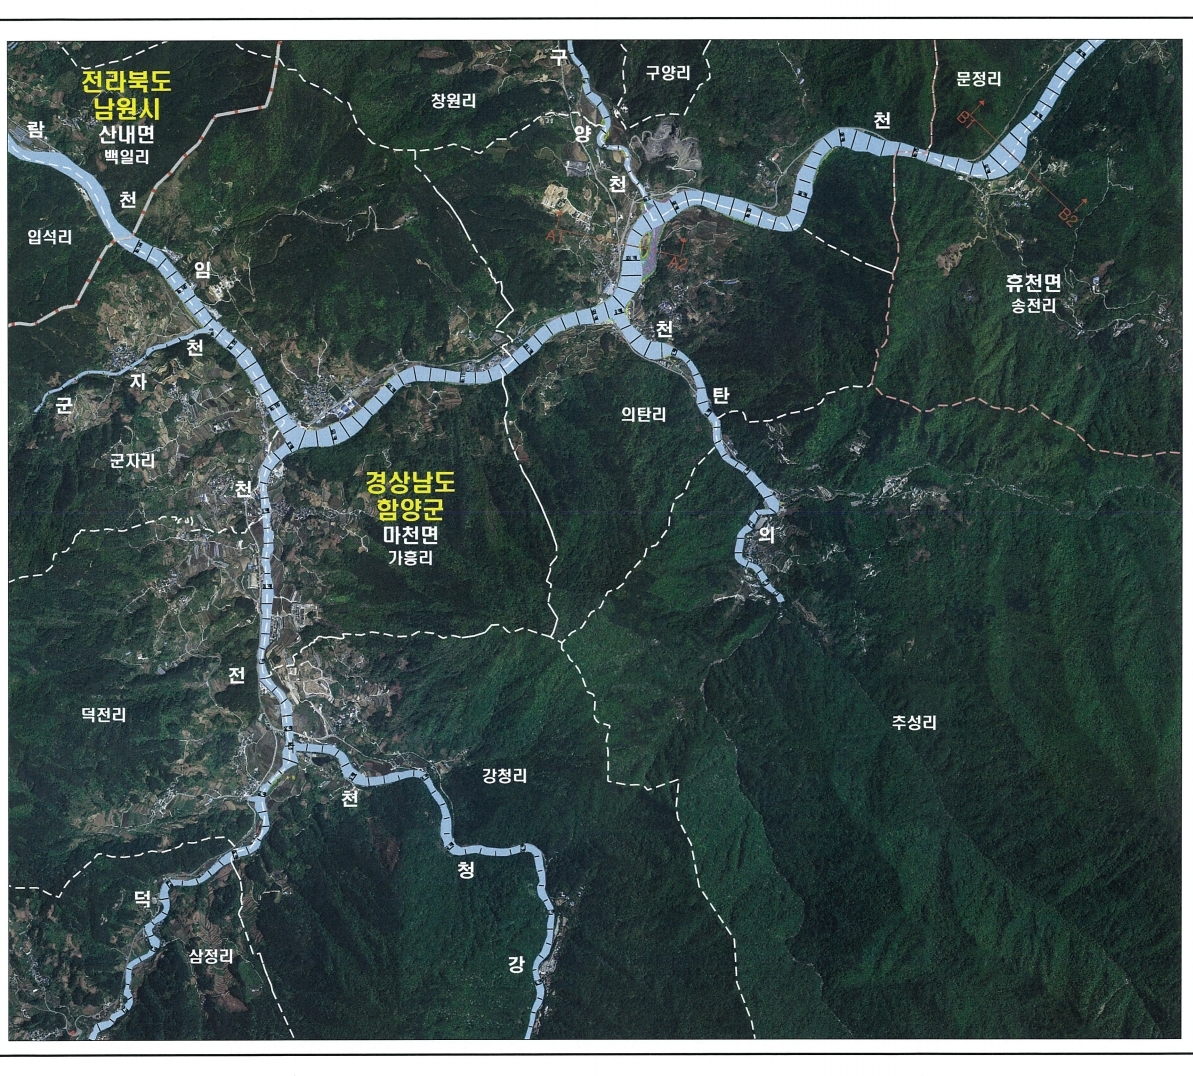 전라북도
남원시
산내면
백일리
람
천
입석리
임
천
자
군
군자리
창원리
구
양
천
구양리
천
문정리
B1
B2
A1
A2
휴천면
송전리
천
탄
의
의탄리
경상남도
함양군
마천면
가흥리
천
전
덕
덕전리
천
청
강
강청리
추성리
삼정리